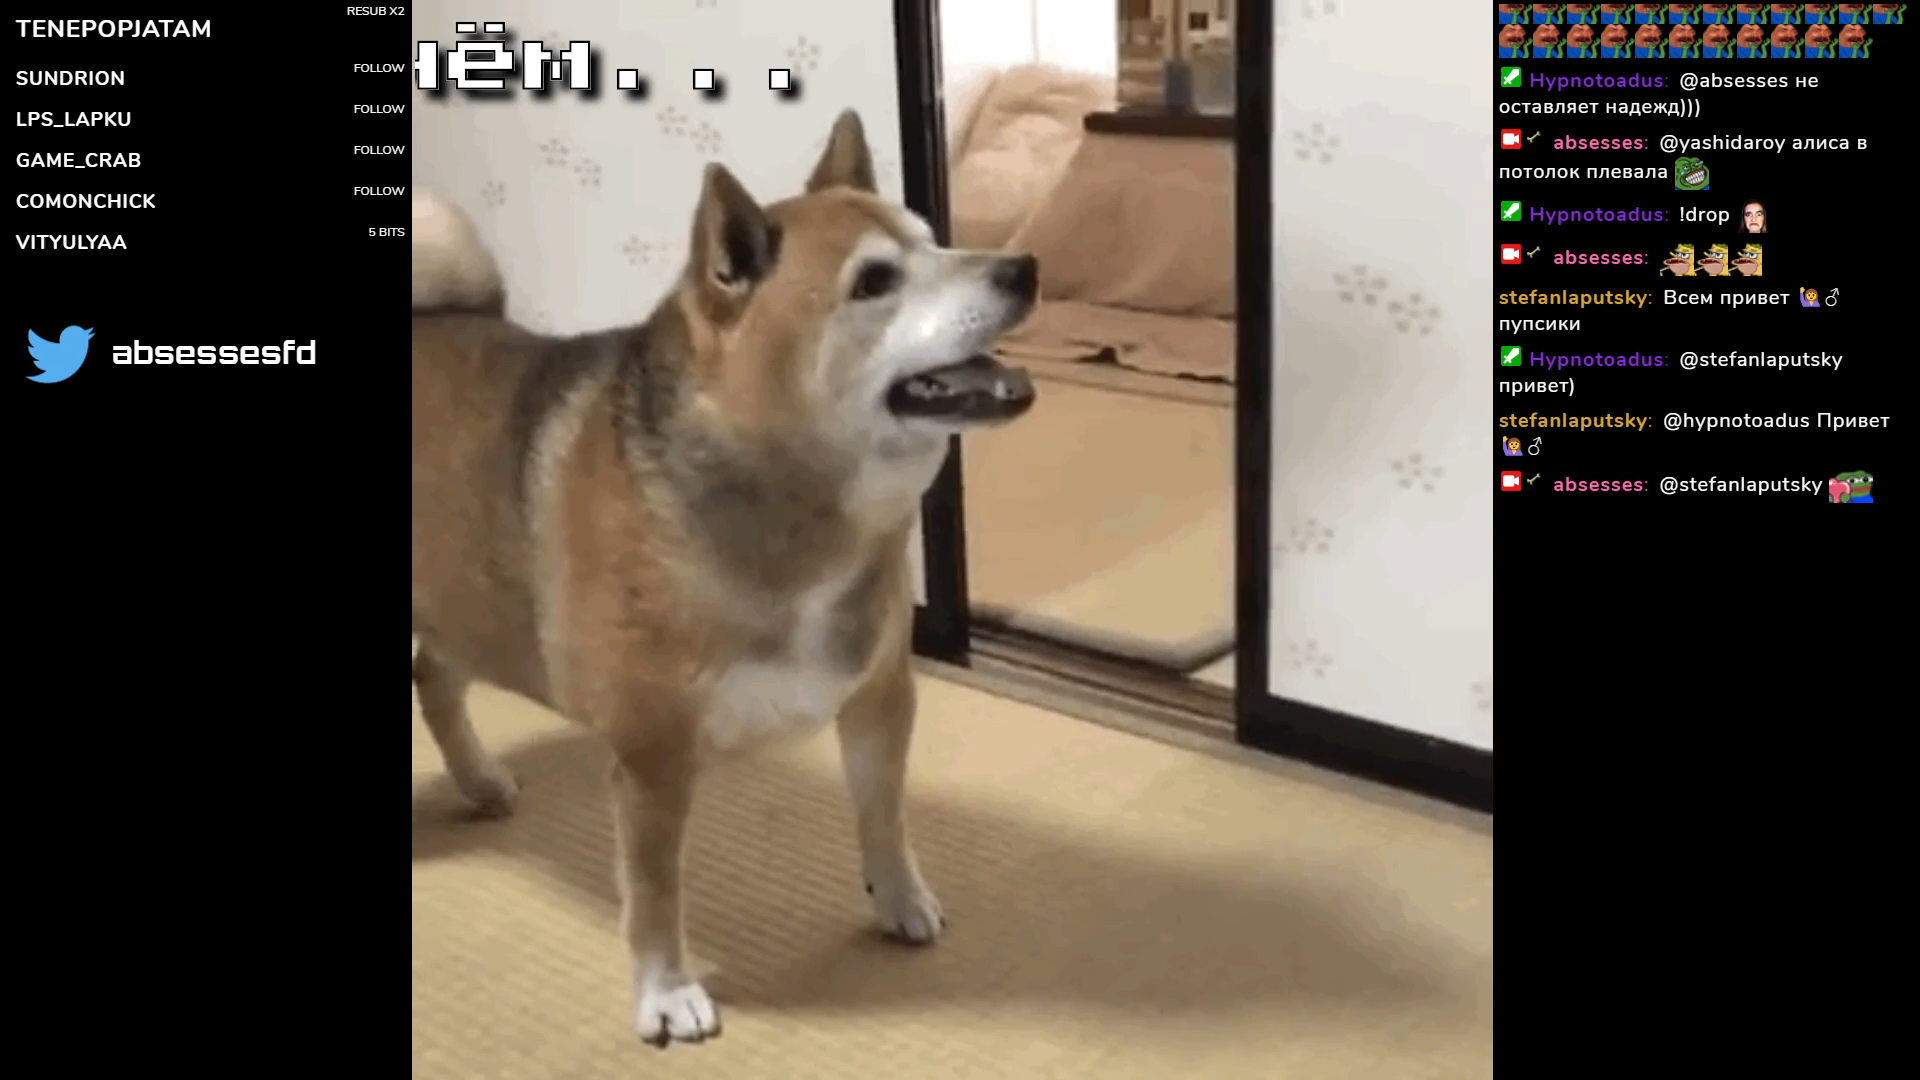 TENEPOPJATAM RESUB X2
SUNDRION FOLLOW
LPS_LAPKU FOLLOW
GAME_CRAB FOLLOW
COMONCHICK FOLLOW
VITYULYAA 5 BITS
absessesfd
нём...
Hypnotoadus: @absesses не
оставляет надежд)))
absesses: @yashidaroy алиса в
потолок плевала
Hypnotoadus: !drop
absesses:
stefanlaputsky: Всем привет 🙋♂
пупсики
Hypnotoadus: @stefanlaputsky
привет)
stefanlaputsky: @hypnotoadus Привет
🙋♂
absesses: @stefanlaputsky